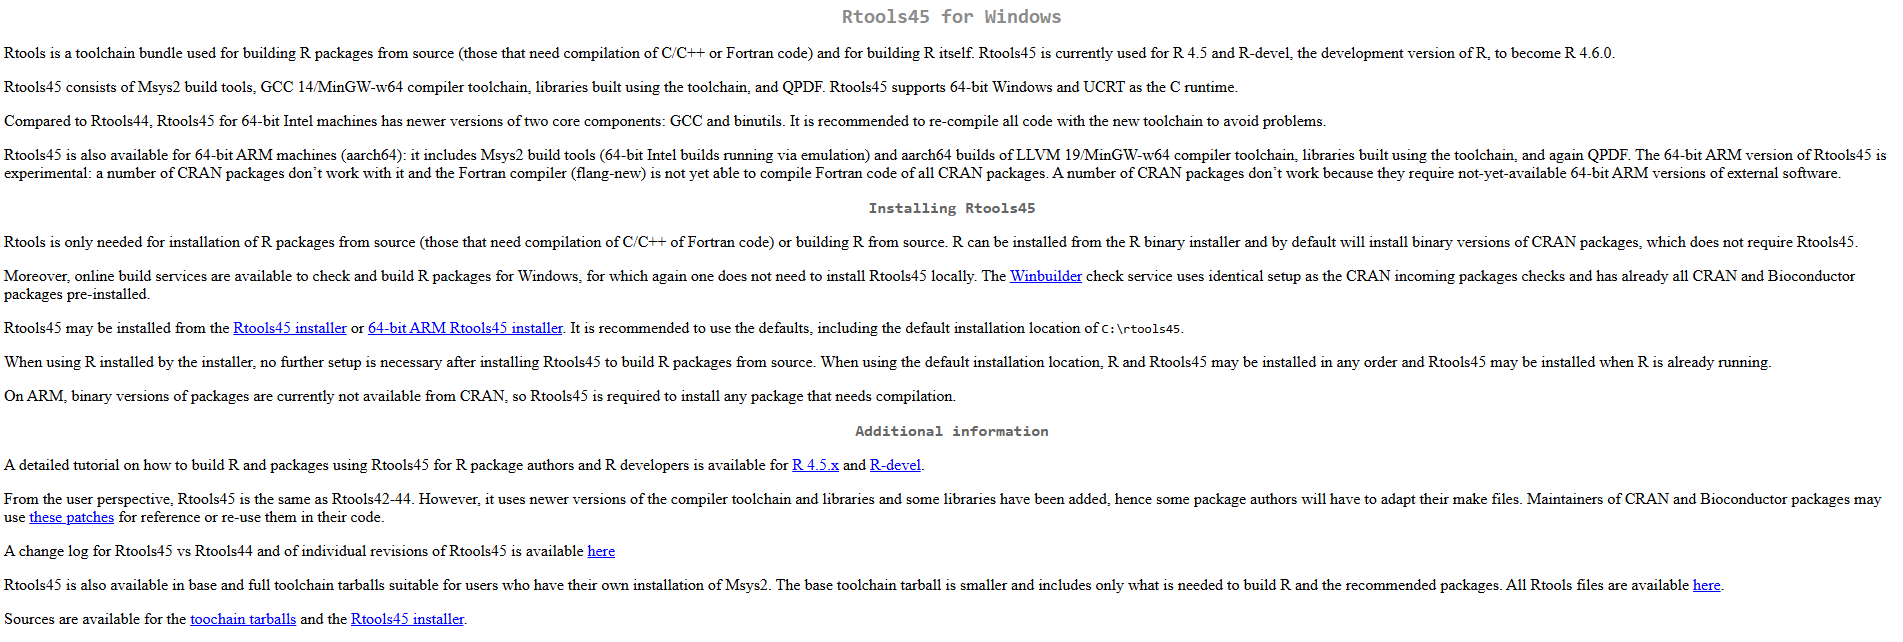 Rtools45 for Windows
Rtools is a toolchain bundle used for building R packages from source (those that need compilation of C/C++ or Fortran code) and for building R itself. Rtools45 is currently used for R 4.5 and R-devel, the development version of R, to become R 4.6.0.
Rtools45 consists of Msys2 build tools, GCC 14/MinGW-w64 compiler toolchain, libraries built using the toolchain, and QPDF. Rtools45 supports 64-bit Windows and UCRT as the C runtime.
Compared to Rtools44, Rtools45 for 64-bit Intel machines has newer versions of two core components: GCC and binutils. It is recommended to re-compile all code with the new toolchain to avoid problems.
Rtools45 is also available for 64-bit ARM machines (aarch64): it includes Msys2 build tools (64-bit Intel builds running via emulation) and aarch64 builds of LLVM 19/MinGW-w64 compiler toolchain, libraries built using the toolchain, and again QPDF. The 64-bit ARM version of Rtools45 is
experimental: a number of CRAN packages don’t work with it and the Fortran compiler (flang-new) is not yet able to compile Fortran code of all CRAN packages. A number of CRAN packages don’t work because they require not-yet-available 64-bit ARM versions of external software.
Installing Rtools45
Rtools is only needed for installation of R packages from source (those that need compilation of C/C++ of Fortran code) or building R from source. R can be installed from the R binary installer and by default will install binary versions of CRAN packages, which does not require Rtools45.
Moreover, online build services are available to check and build R packages for Windows, for which again one does not need to install Rtools45 locally. The Winbuilder check service uses identical setup as the CRAN incoming packages checks and has already all CRAN and Bioconductor
packages pre-installed.
Rtools45 may be installed from the Rtools45 installer or 64-bit ARM Rtools45 installer. It is recommended to use the defaults, including the default installation location of C:\rtools45.
When using R installed by the installer, no further setup is necessary after installing Rtools45 to build R packages from source. When using the default installation location, R and Rtools45 may be installed in any order and Rtools45 may be installed when R is already running.
On ARM, binary versions of packages are currently not available from CRAN, so Rtools45 is required to install any package that needs compilation.
Additional information
A detailed tutorial on how to build R and packages using Rtools45 for R package authors and R developers is available for R 4.5.x and R-devel.
From the user perspective, Rtools45 is the same as Rtools42-44. However, it uses newer versions of the compiler toolchain and libraries and some libraries have been added, hence some package authors will have to adapt their make files. Maintainers of CRAN and Bioconductor packages may
use these patches for reference or re-use them in their code.
A change log for Rtools45 vs Rtools44 and of individual revisions of Rtools45 is available here
Rtools45 is also available in base and full toolchain tarballs suitable for users who have their own installation of Msys2. The base toolchain tarball is smaller and includes only what is needed to build R and the recommended packages. All Rtools files are available here.
Sources are available for the toochain tarballs and the Rtools45 installer.